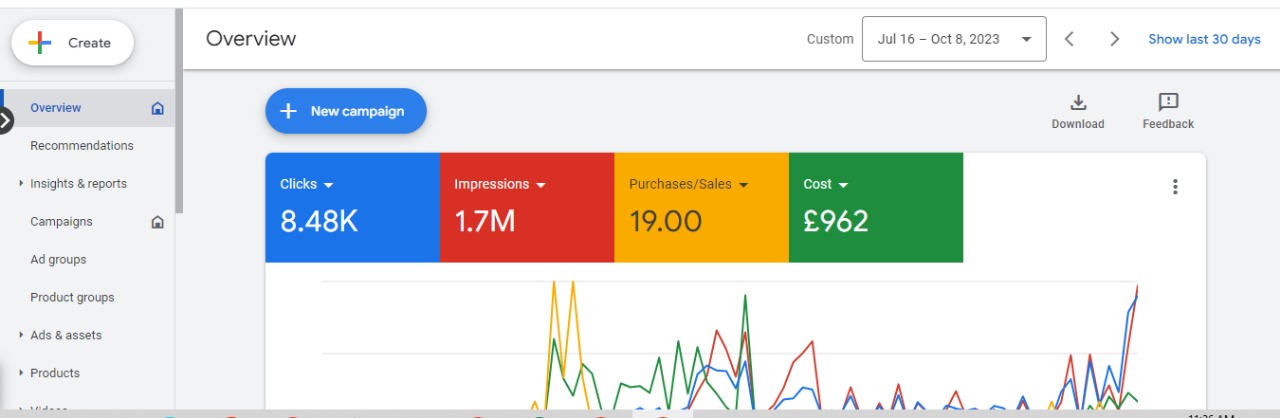 Create
Overview
Custom
Jul 16 – Oct 8, 2023
Show last 30 days
Overview
Recommendations
Insights & reports
Campaigns
Ad groups
Product groups
Ads & assets
Products
Videos
New campaign
Download
Feedback
Clicks
8.48K
Impressions
1.7M
Purchases/Sales
19.00
Cost
£962